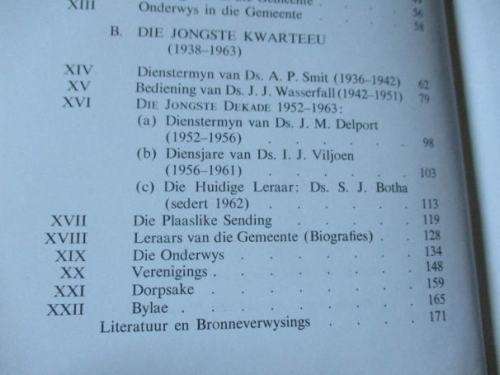 XIII Onderwys in die Gemeente . . . . 56
58
B. DIE JONGSTE KWARTEEU
(1938–1963)
XIV Dienstermyn van Ds. A. P. Smit (1936-1942) 62
XV Bediening van Ds. J. J. Wasserfall (1942–1951) 79
XVI DIE JONGSTE DEKADE 1952–1963:
(a) Dienstermyn van Ds. J. M. Delport
(1952–1956) . . . . . . 98
(b) Diensjare van Ds. I. J. Viljoen
(1956–1961) . . . . . . 103
(c) Die Huidige Leraar: Ds. S. J. Botha
(sedert 1962) . . . . . . 113
XVII Die Plaaslike Sending . . . . . 119
XVIII Leraars van die Gemeente (Biografies) . . 128
XIX Die Onderwys . . . . . . 134
XX Verenigings . . . . . . . 148
XXI Dorpsake . . . . . . . 159
XXII Bylae . . . . . . . . 165
Literatuur en Bronneverwysings . . . . 171